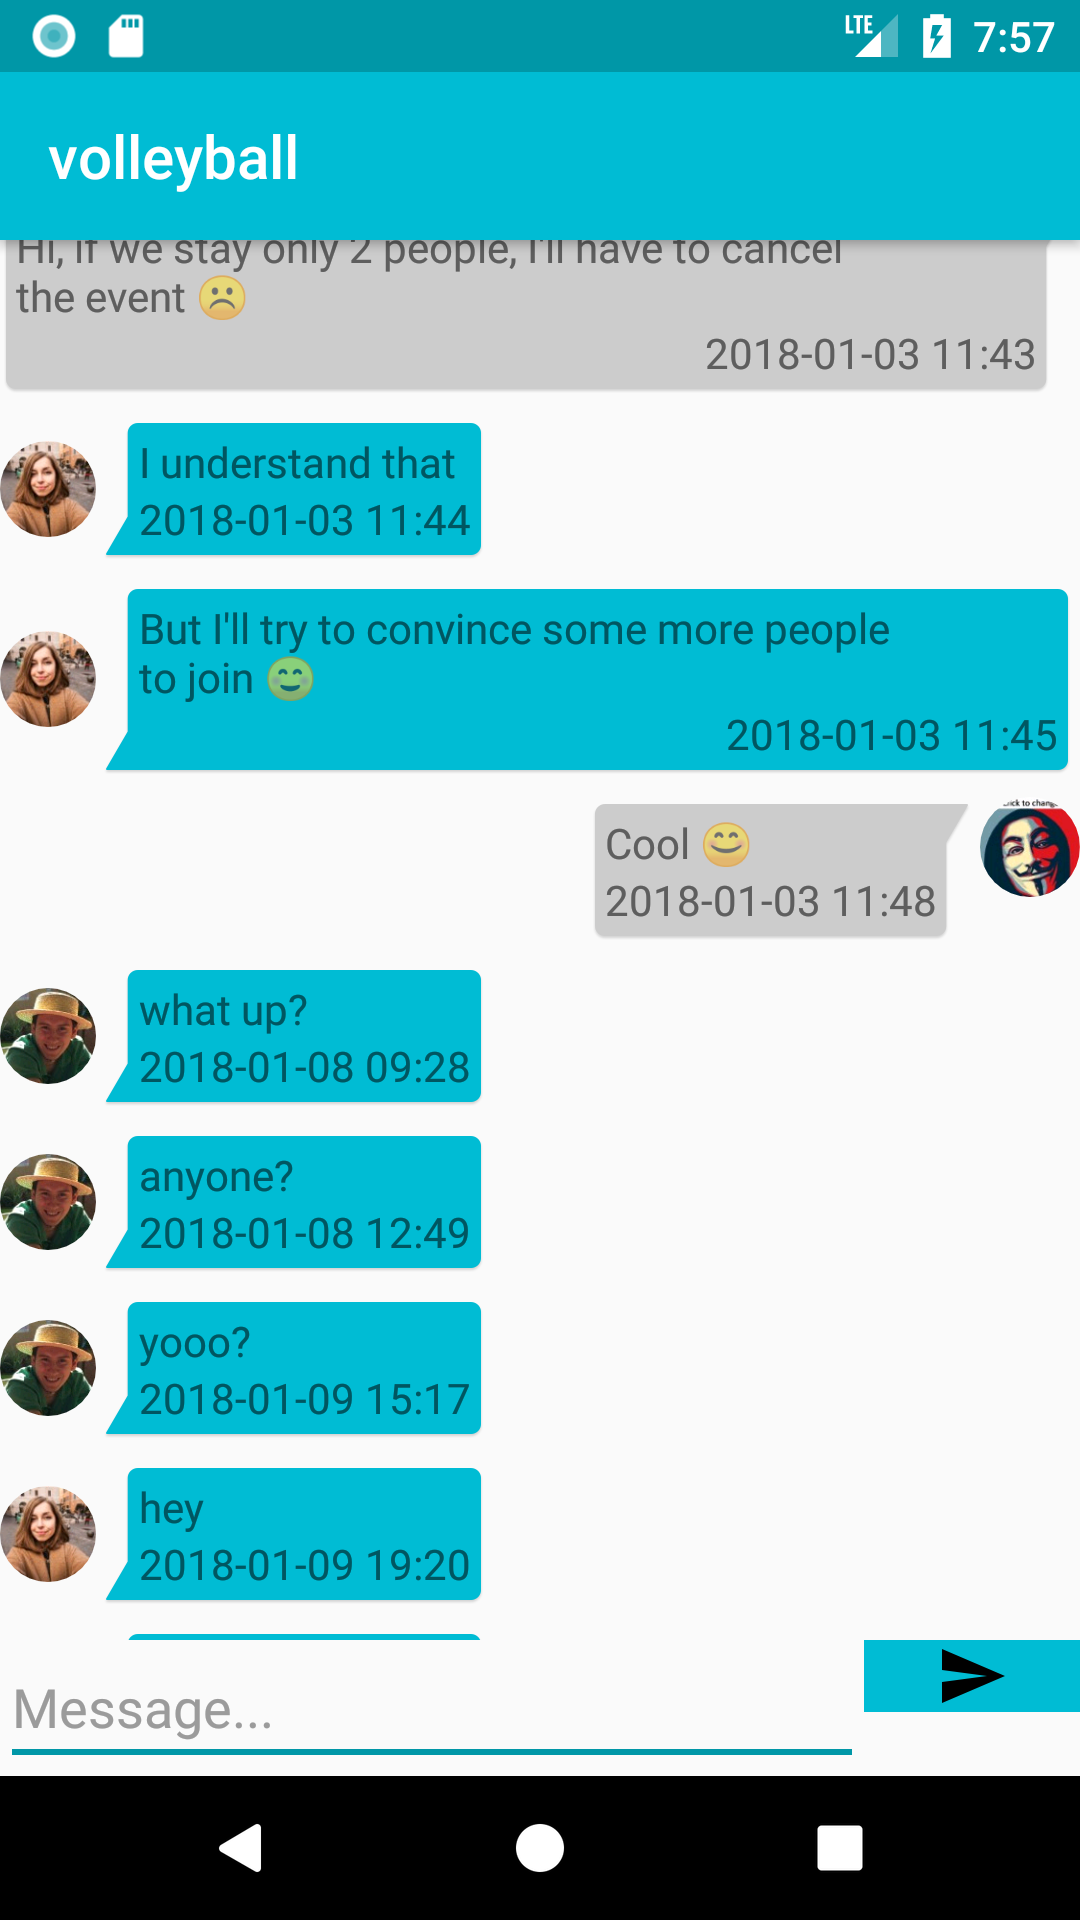 LTE 7:57
volleyball
Hi, if we stay only 2 people, I'll have to cancel
the event ☹️
2018-01-03 11:43
I understand that
2018-01-03 11:44
But I'll try to convince some more people
to join 😊
2018-01-03 11:45
Cool 😄
2018-01-03 11:48
what up?
2018-01-08 09:28
anyone?
2018-01-08 12:49
yooo?
2018-01-09 15:17
hey
2018-01-09 19:20
Message...